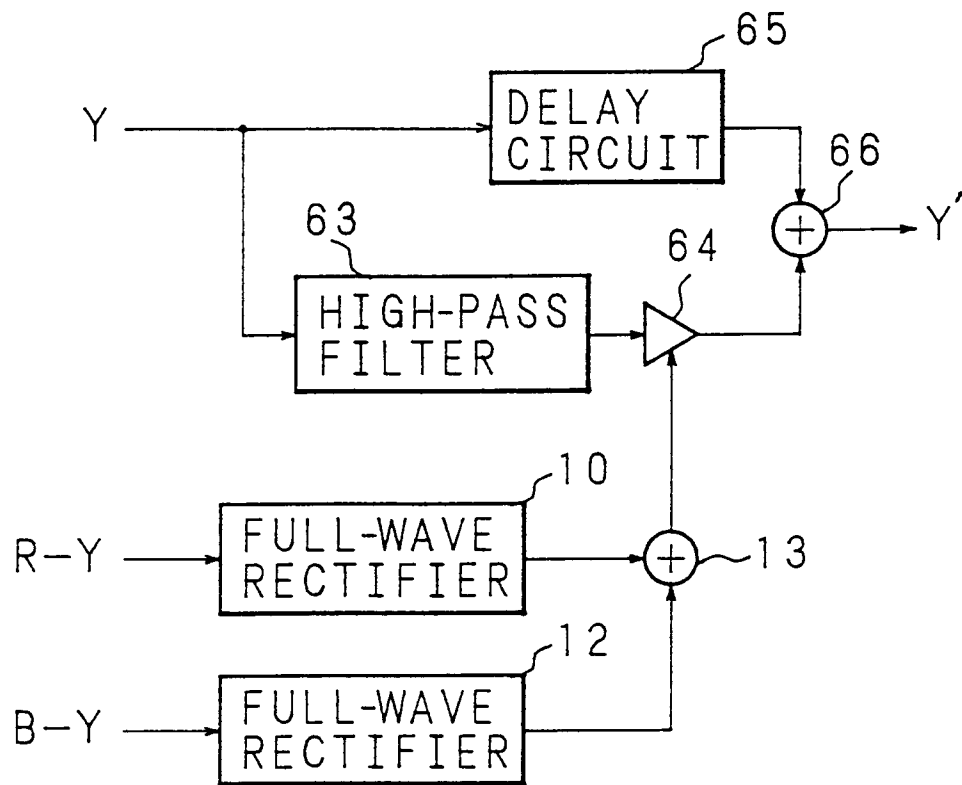 65
Y
DELAY
CIRCUIT
66
+
Y'
63
64
HIGH-PASS
FILTER
10
R-Y
FULL-WAVE
RECTIFIER
+
13
12
B-Y
FULL-WAVE
RECTIFIER